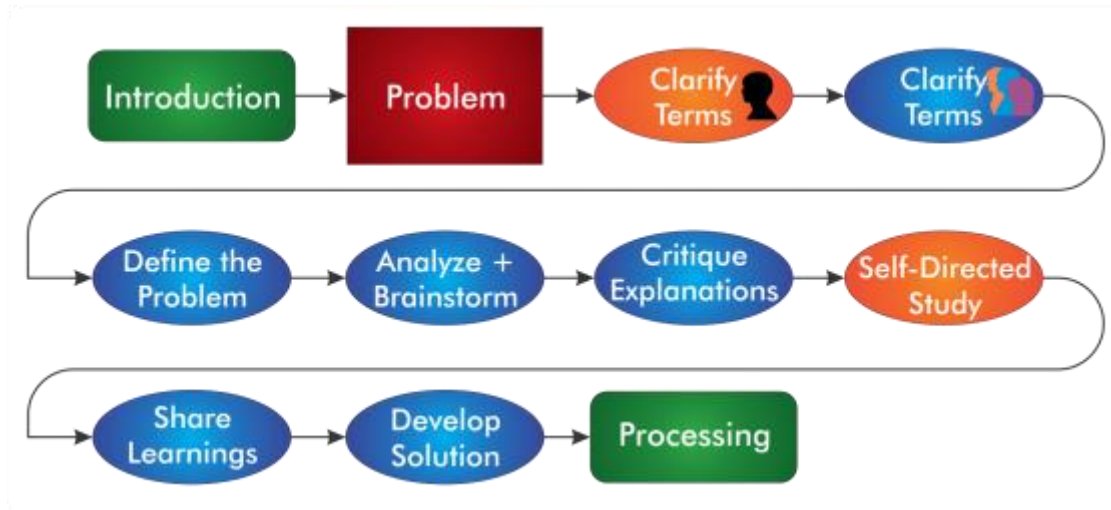 Introduction
Problem
Clarify
Terms
Clarify
Terms
Define the
Problem
Analyze +
Brainstorm
Critique
Explanations
Self-Directed
Study
Share
Learnings
Develop
Solution
Processing